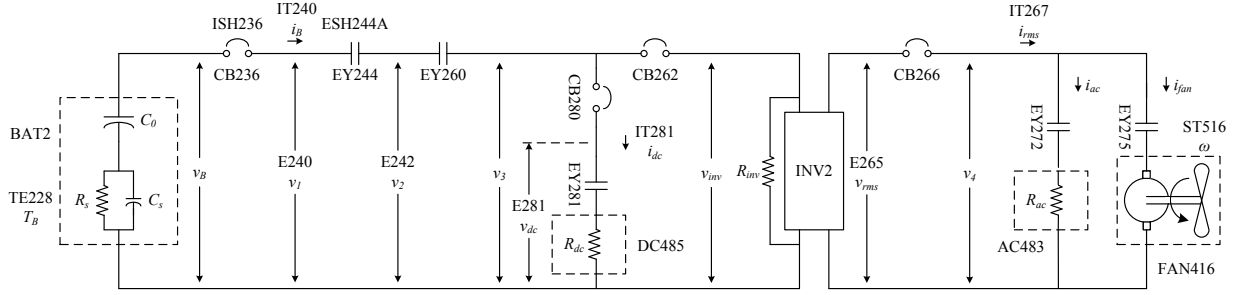 ISH236
CB236
IT240
i_B
ESH244A
EY244
EY260
CB262
CB280
IT281
i_dc
EY281
E281
v_dc
R_dc
DC485
BAT2
C_0
R_s
C_s
TE228
T_B
v_B
E240
v_1
E242
v_2
v_3
v_inv
R_inv
INV2
E265
v_rms
CB266
IT267
i_rms
v_4
i_ac
i_fan
EY272
EY275
R_ac
AC483
ST516
ω
FAN416